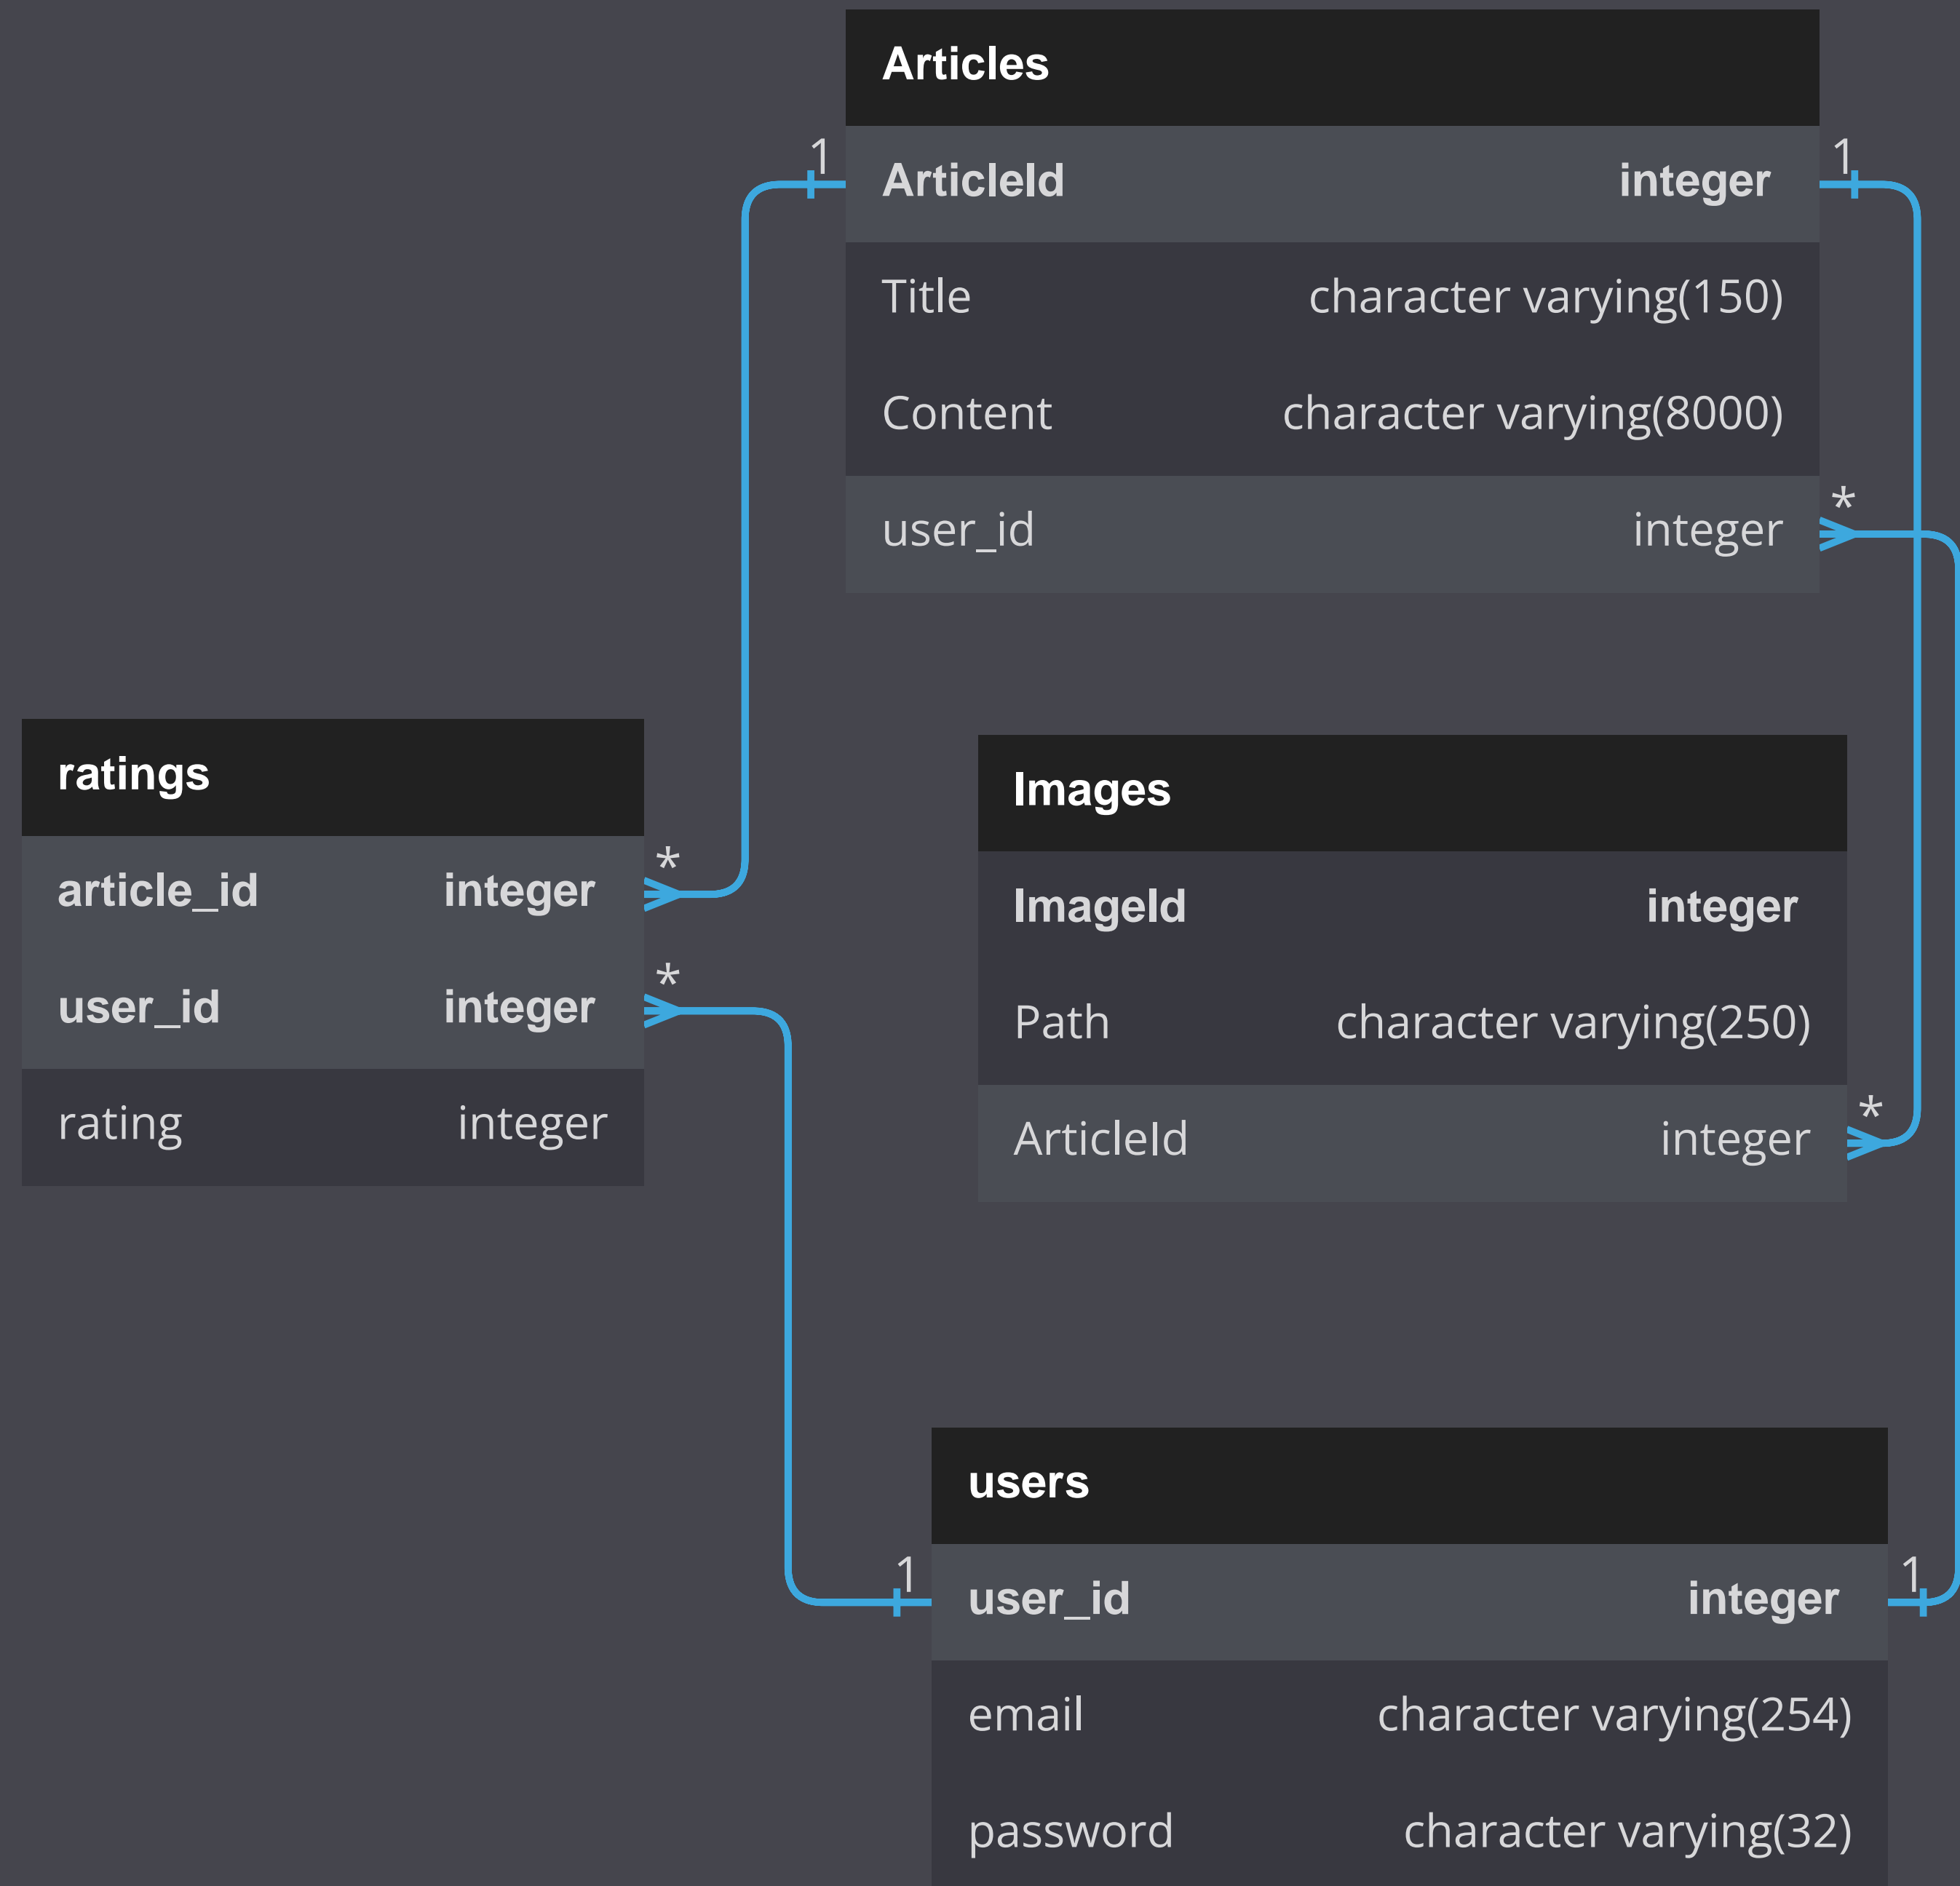 Articles
1
1
ArticleId integer
Title character varying(150)
Content character varying(8000)
*
user_id integer
ratings
*
article_id integer
*
user_id integer
rating integer
Images
ImageId integer
Path character varying(250)
*
ArticleId integer
users
1
1
user_id integer
email character varying(254)
password character varying(32)